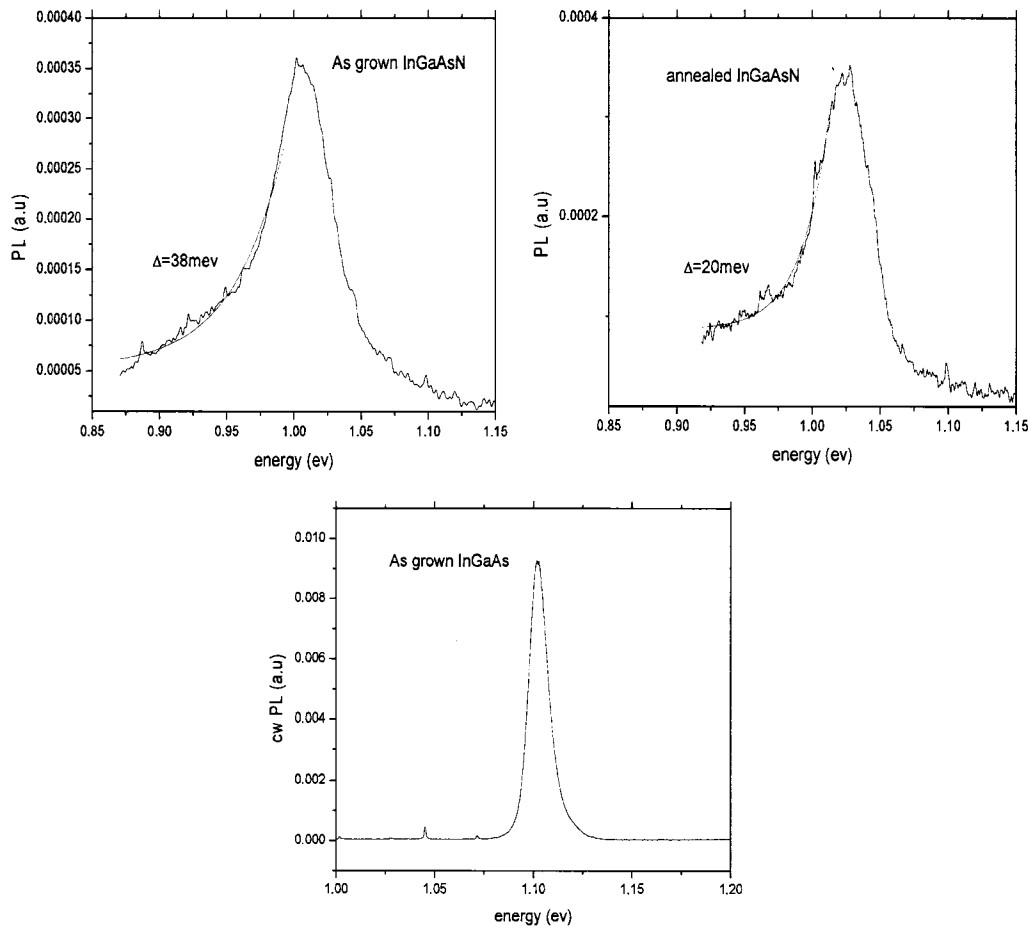 0.00040
0.00035
0.00030
0.00025
0.00020
0.00015
0.00010
0.00005
PL (a.u)
As grown InGaAsN
Δ=38mev
0.85 0.90 0.95 1.00 1.05 1.10 1.15
energy (ev)
0.0004
0.0002
PL (a.u)
annealed InGaAsN
Δ=20mev
0.85 0.90 0.95 1.00 1.05 1.10 1.15
energy (ev)
0.010
0.008
0.006
0.004
0.002
0.000
cw PL (a.u)
As grown InGaAs
1.00 1.05 1.10 1.15 1.20
energy (ev)